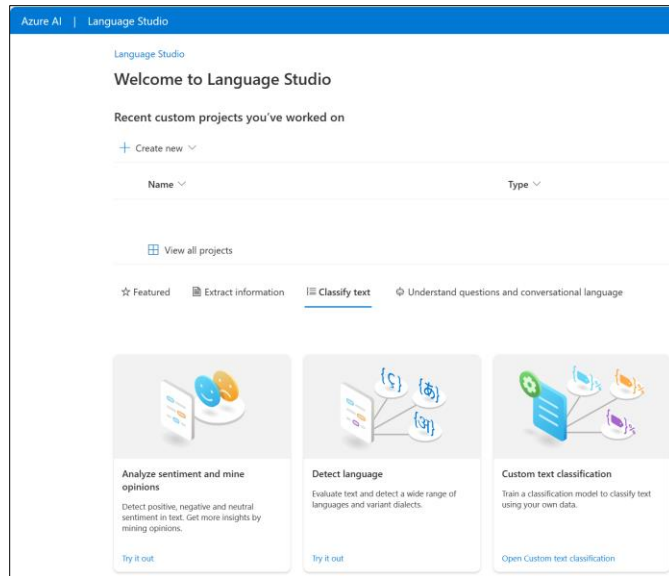 Azure AI | Language Studio
Language Studio
Welcome to Language Studio
Recent custom projects you've worked on
Create new
Name Type
View all projects
Featured Extract information Classify text Understand questions and conversational language
{ç} {あ}
{अ}
Analyze sentiment and mine
opinions
Detect positive, negative and neutral
sentiment in text. Get more insights by
mining opinions.
Try it out
Detect language
Evaluate text and detect a wide range of
languages and variant dialects.
Try it out
Custom text classification
Train a classification model to classify text
using your own data.
Open Custom text classification